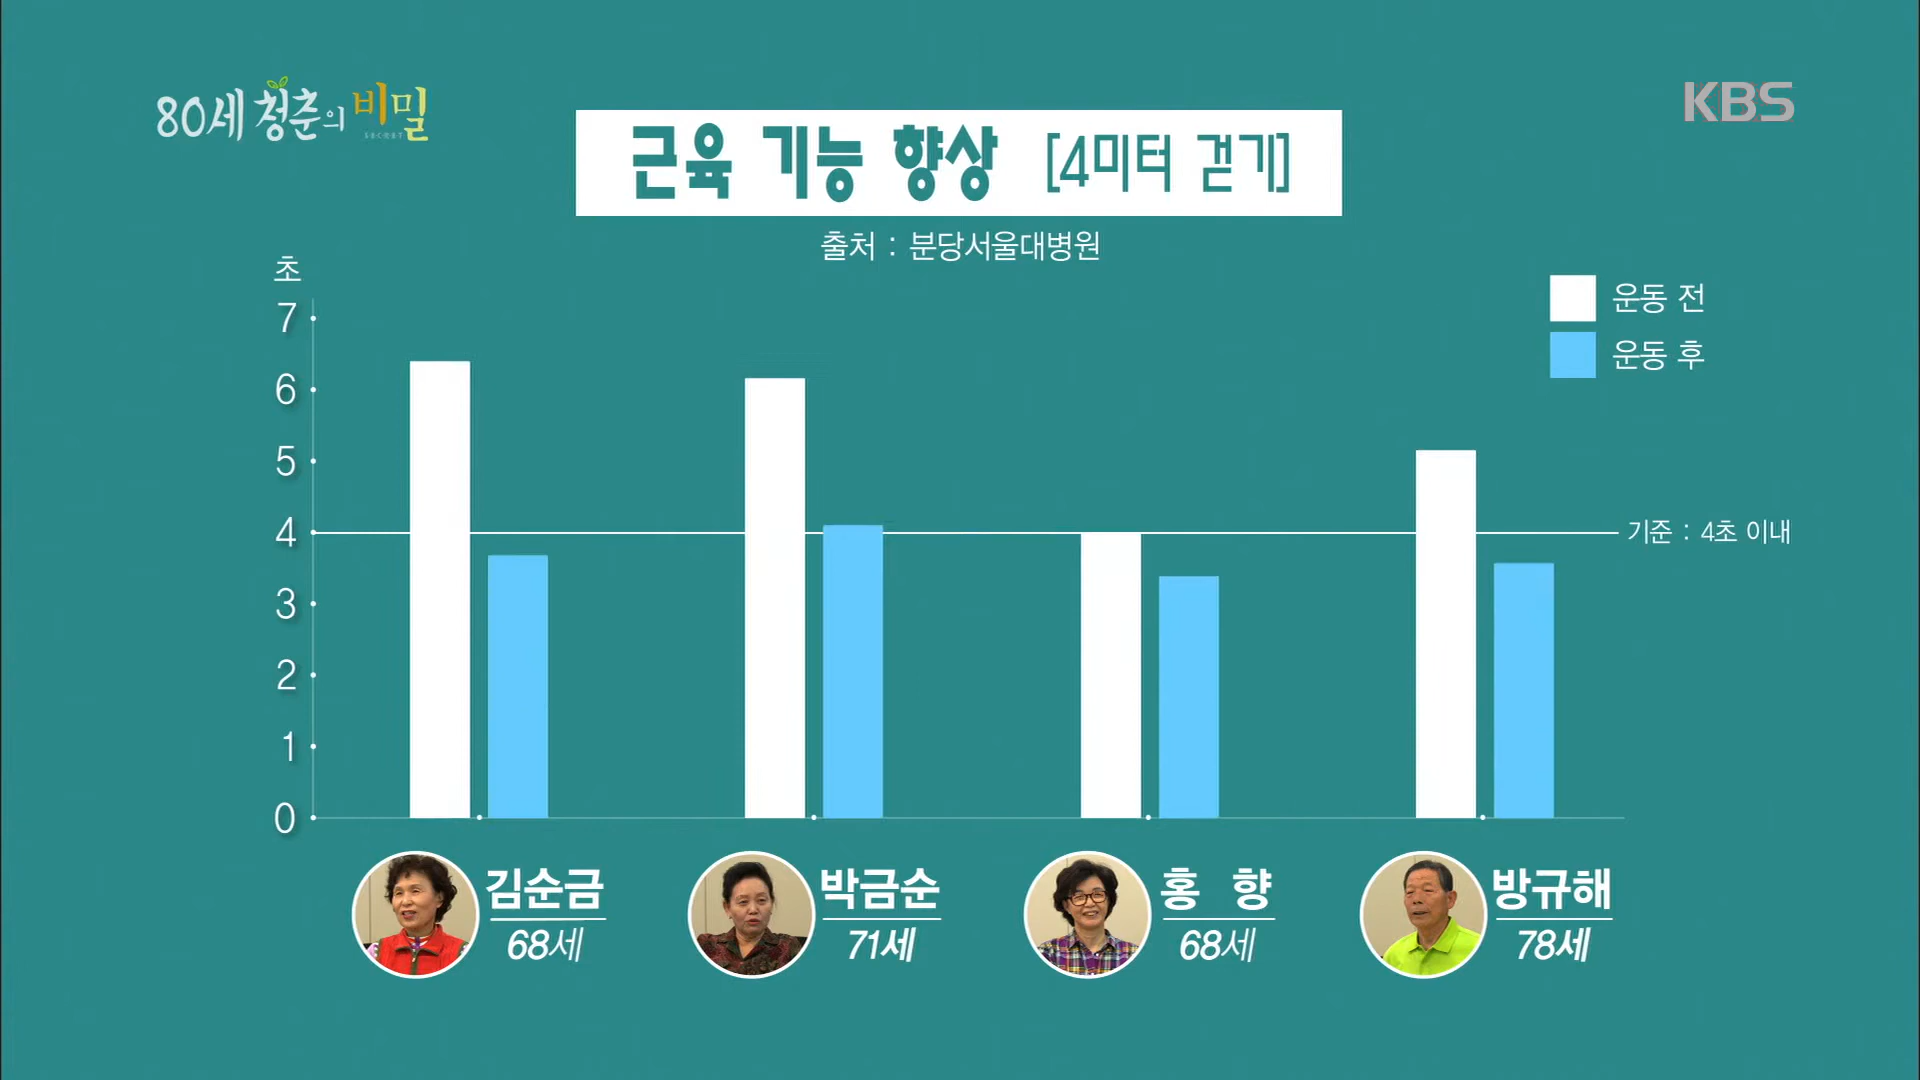 80세 청춘의 비밀
KBS
근육 기능 향상 [4미터 걷기]
출처 : 분당서울대병원
초
운동 전
운동 후
7
6
5
4
3
2
1
0
기준 : 4초 이내
김순금
68세
박금순
71세
홍 향
68세
방규해
78세